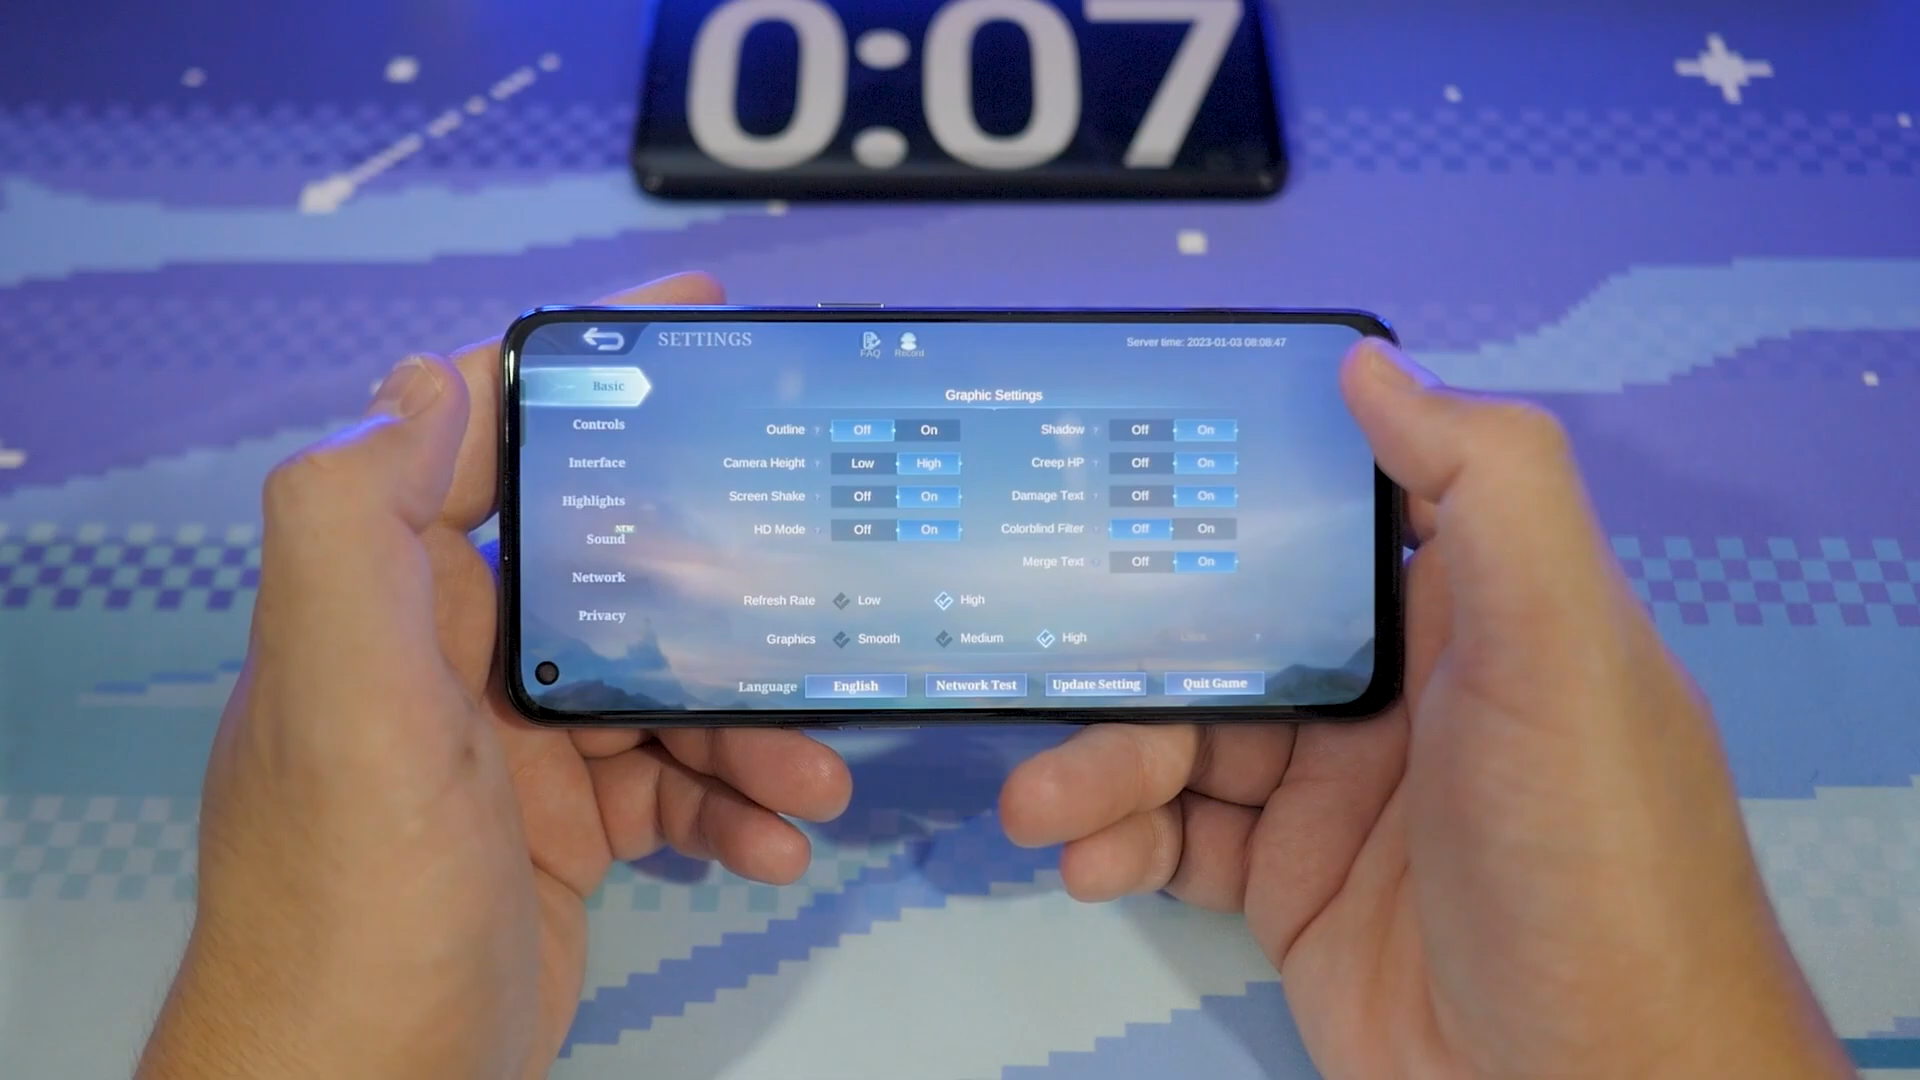 0:07
SETTINGS
FAQ
Record
Server time: 2023-01-03 08:08:47
Basic
Controls
Interface
Highlights
NEW
Sound
Network
Privacy
Graphic Settings
Outline ? Off On
Shadow ? Off On
Camera Height ? Low High
Creep HP ? Off On
Screen Shake ? Off On
Damage Text ? Off On
HD Mode ? Off On
Colorblind Filter ? Off On
Merge Text Off On
Refresh Rate Low High
Graphics Smooth Medium High Ultra ?
Language English Network Test Update Setting Quit Game